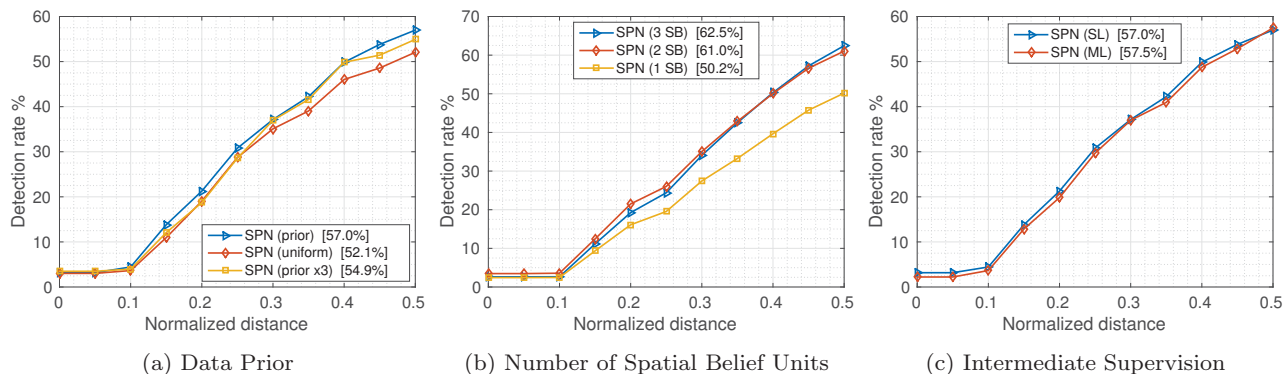 60
50
40
30
20
10
0
Detection rate %
SPN (prior) [57.0%]
SPN (uniform) [52.1%]
SPN (prior x3) [54.9%]
0 0.1 0.2 0.3 0.4 0.5
Normalized distance
(a) Data Prior
70
60
50
40
30
20
10
0
Detection rate %
SPN (3 SB) [62.5%]
SPN (2 SB) [61.0%]
SPN (1 SB) [50.2%]
0 0.1 0.2 0.3 0.4 0.5
Normalized distance
(b) Number of Spatial Belief Units
60
50
40
30
20
10
0
Detection rate %
SPN (SL) [57.0%]
SPN (ML) [57.5%]
0 0.1 0.2 0.3 0.4 0.5
Normalized distance
(c) Intermediate Supervision